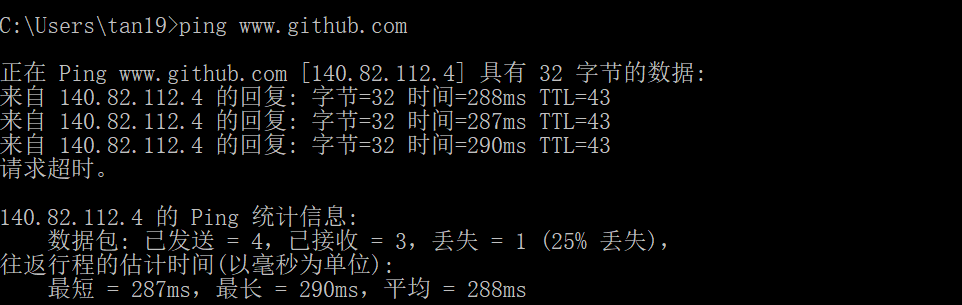 C:\Users\tan19>ping www.github.com
正在 Ping www.github.com [140.82.112.4] 具有 32 字节的数据:
来自 140.82.112.4 的回复: 字节=32 时间=288ms TTL=43
来自 140.82.112.4 的回复: 字节=32 时间=287ms TTL=43
来自 140.82.112.4 的回复: 字节=32 时间=290ms TTL=43
请求超时。
140.82.112.4 的 Ping 统计信息:
数据包: 已发送 = 4，已接收 = 3，丢失 = 1 (25% 丢失)，
往返行程的估计时间(以毫秒为单位):
最短 = 287ms，最长 = 290ms，平均 = 288ms